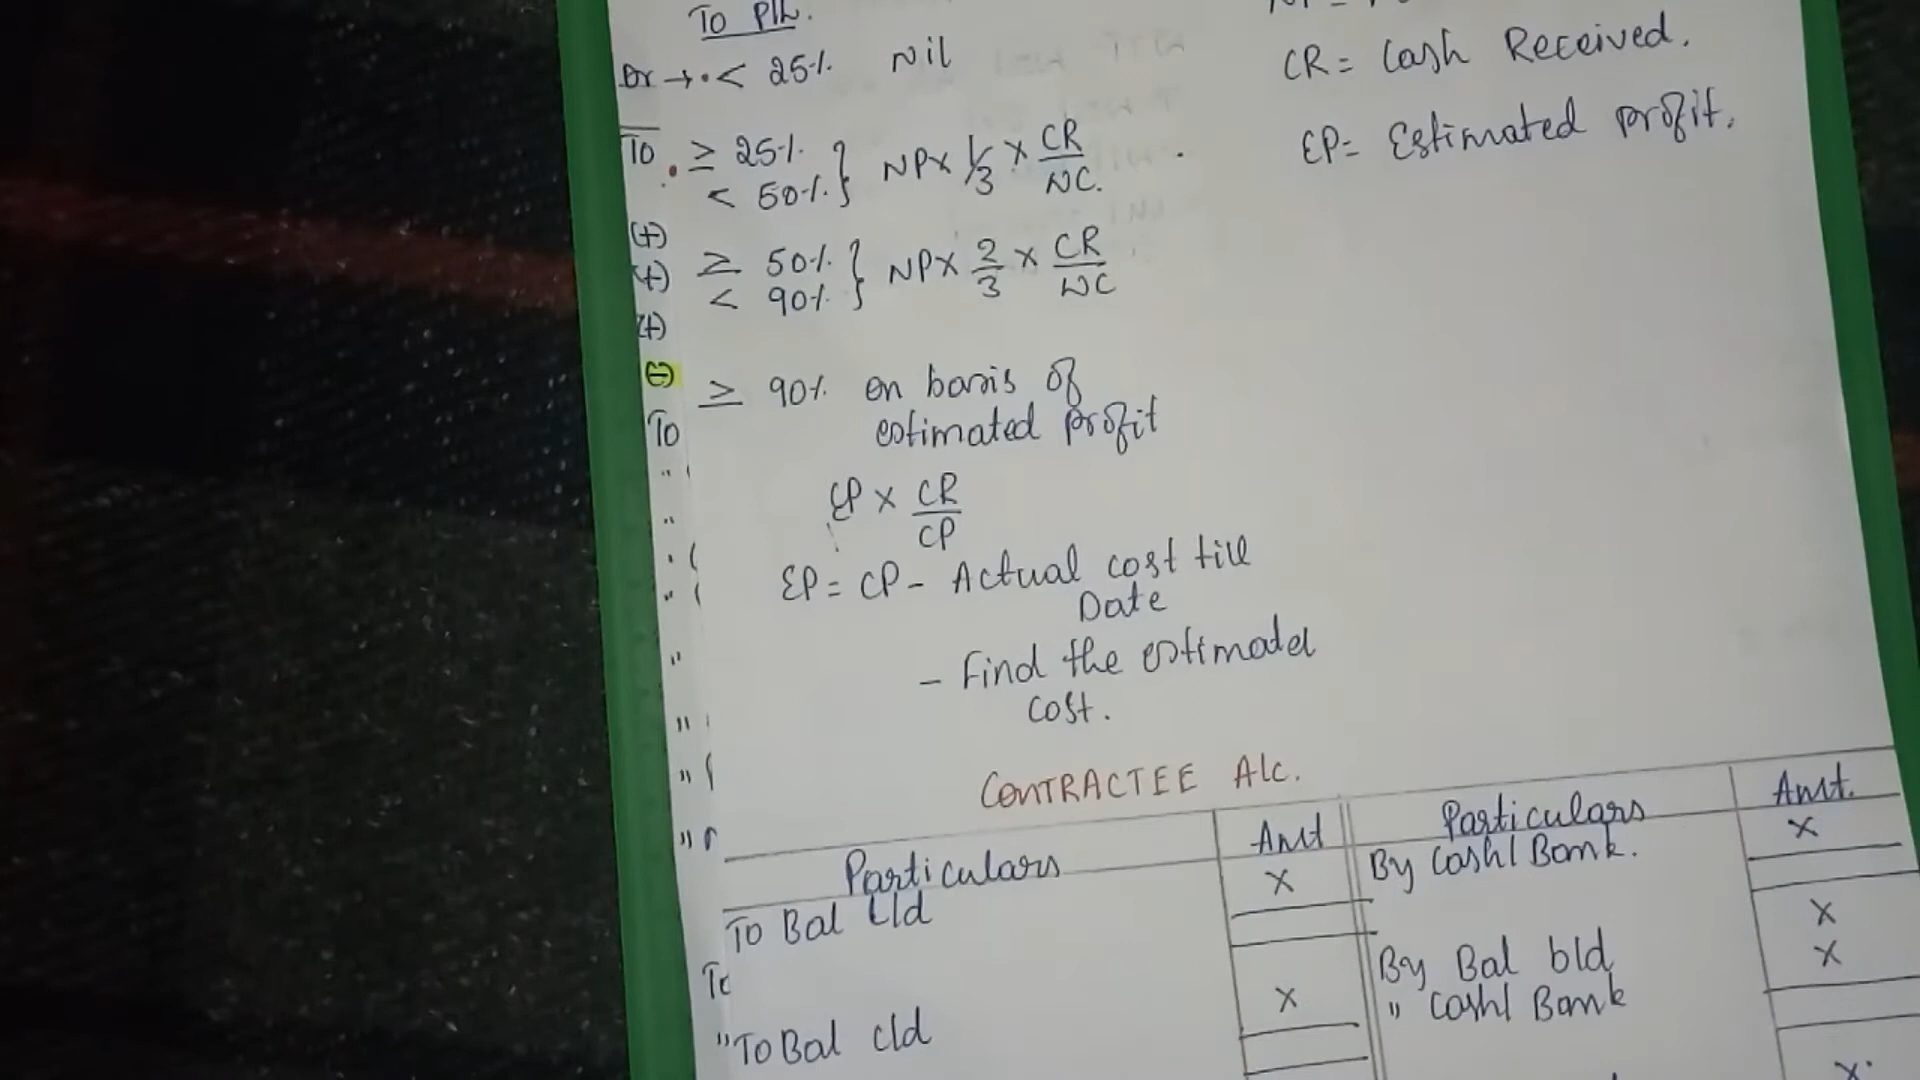 To P/L.
< 25% Nil
CR = Cash Received.
To
≥ 25%
< 50% } NP x 1/3 x CR/WC.
EP = Estimated profit.
(+)
(+)
≥ 50%
< 90% } NP x 2/3 x CR/WC
(+)
(-)
≥ 90% on basis of
estimated profit
To
EP x CR/CP
EP = CP - Actual cost till
Date
- Find the estimated
cost.
CONTRACTEE A/c.
Particulars Amt Particulars Amt.
To Bal c/d x By Cash/Bank. x
By Bal b/d x
" To Bal c/d x " Cash/Bank x
x